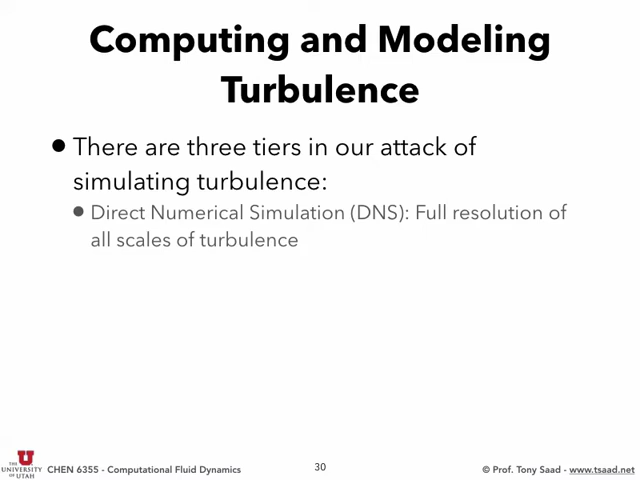 Computing and Modeling
Turbulence
● There are three tiers in our attack of
simulating turbulence:
● Direct Numerical Simulation (DNS): Full resolution of
all scales of turbulence
U
THE
UNIVERSITY
OF UTAH
CHEN 6355 - Computational Fluid Dynamics
30
© Prof. Tony Saad - www.tsaad.net